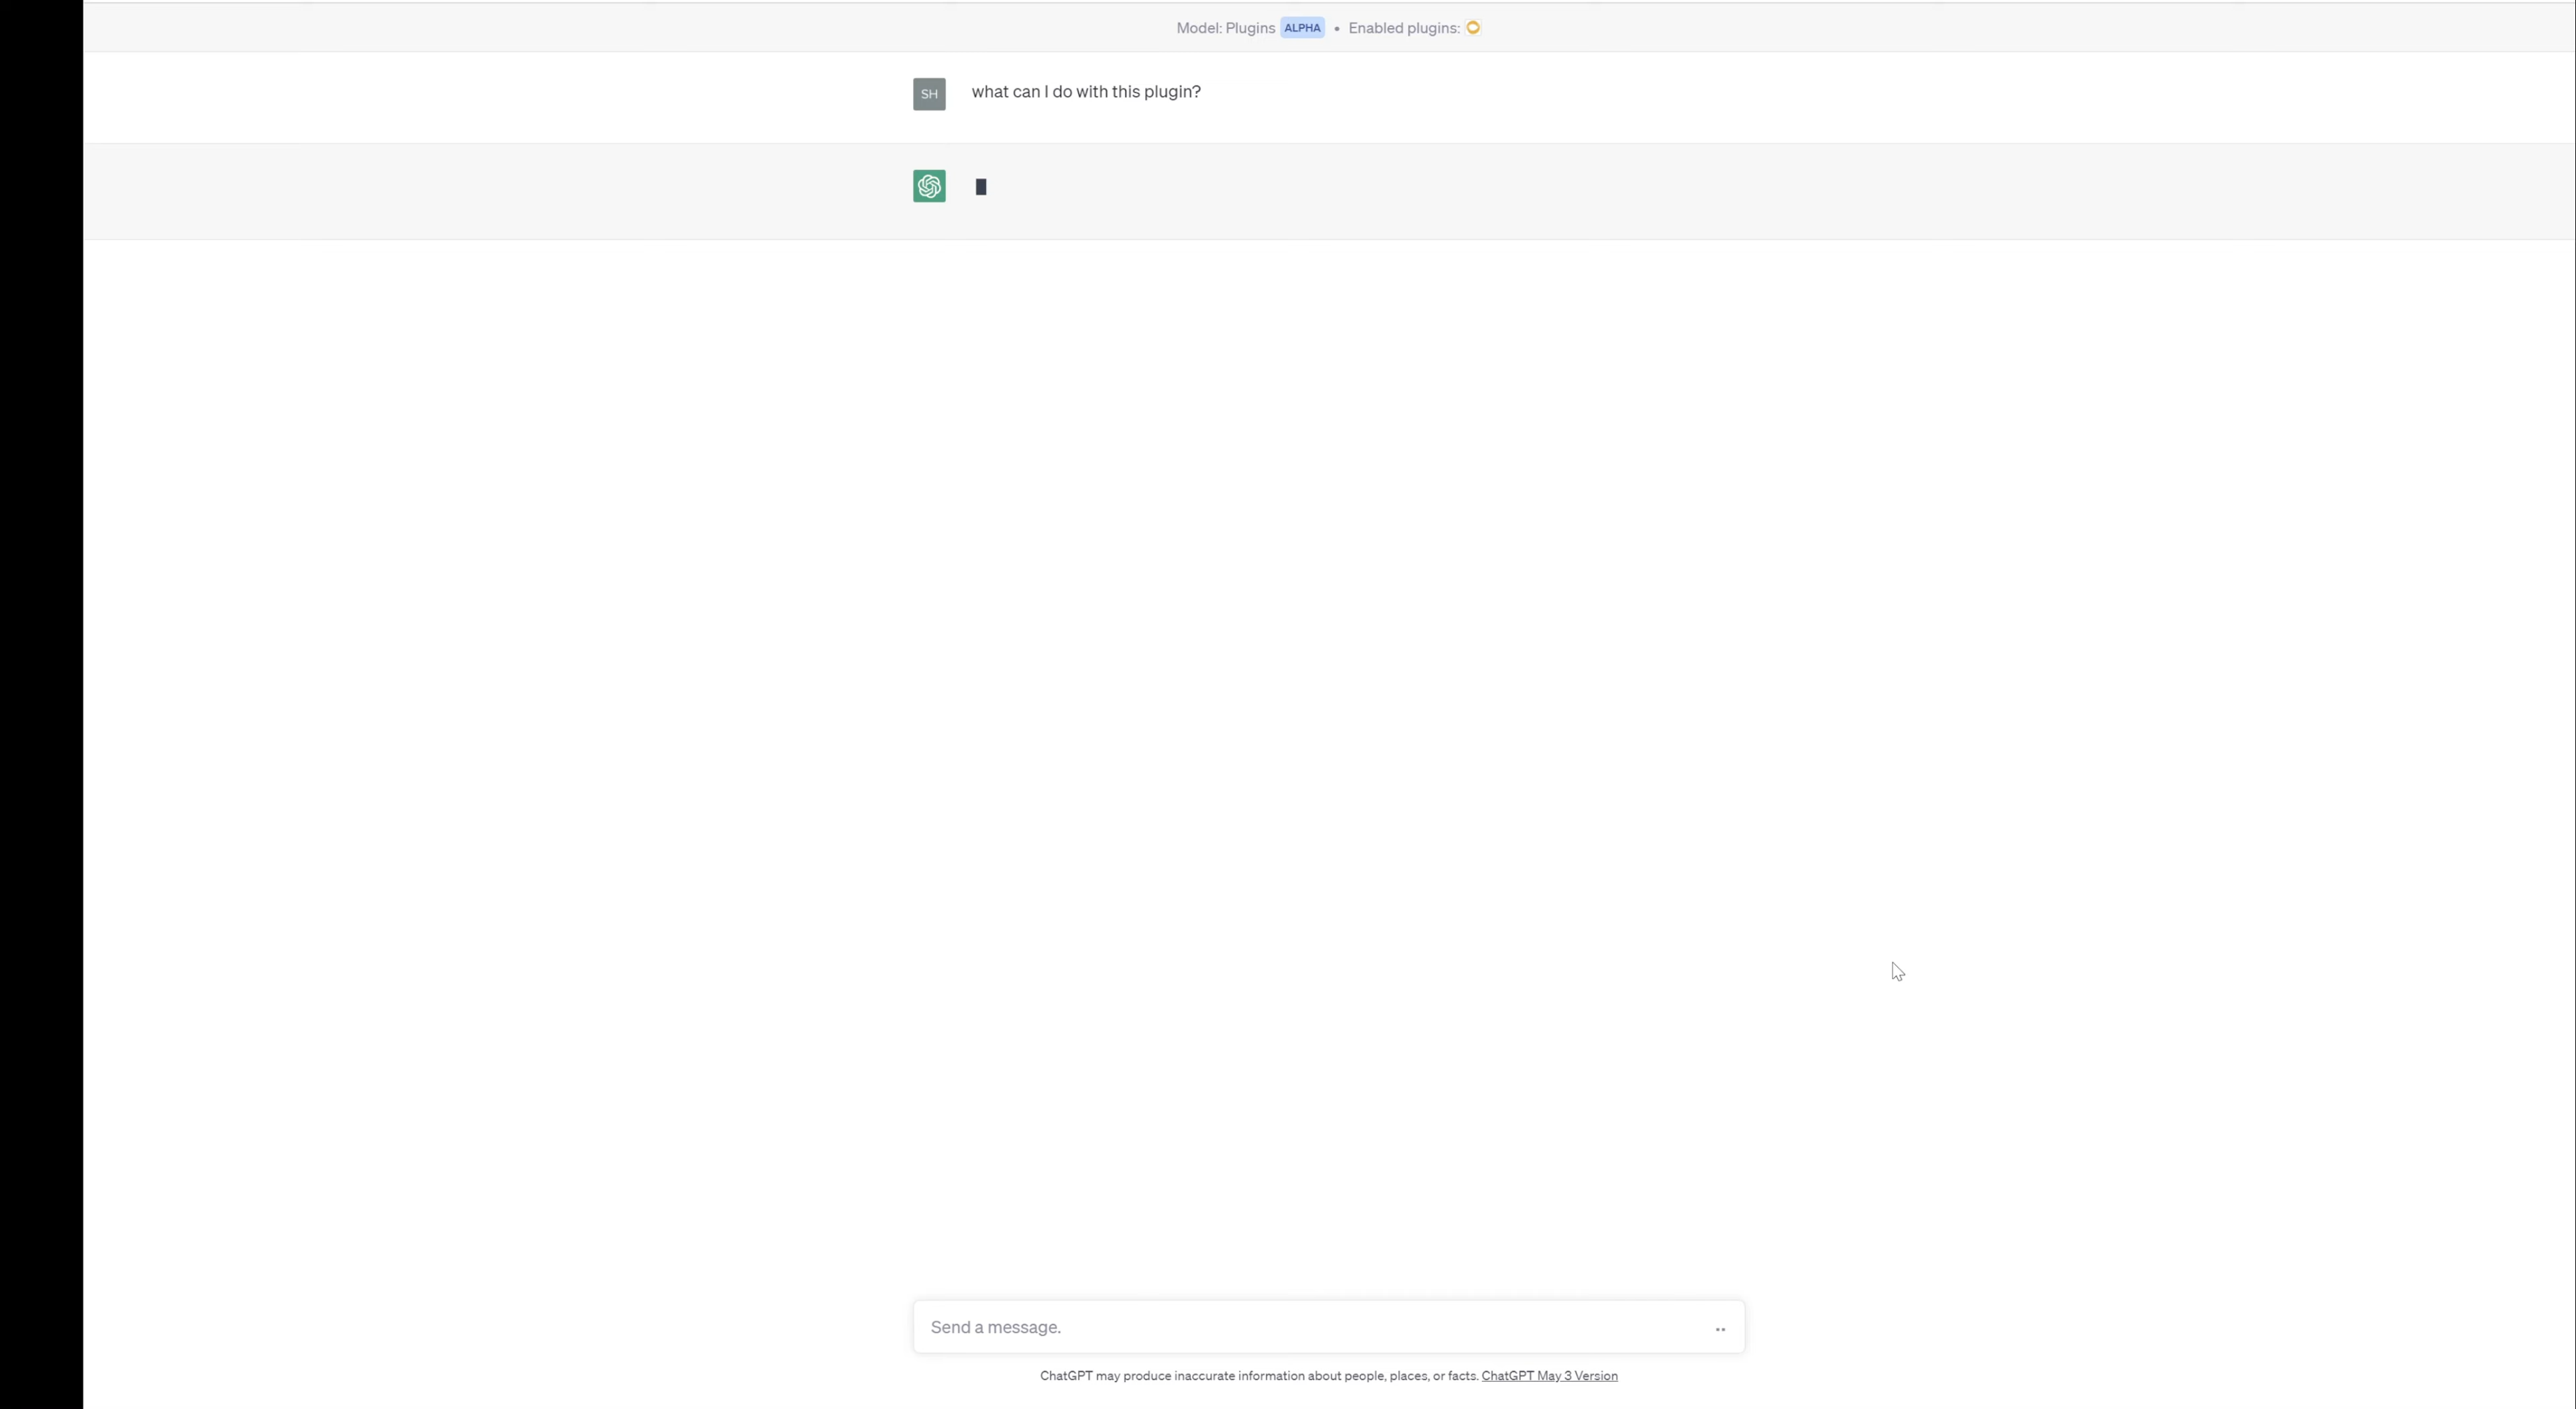 Model: Plugins ALPHA • Enabled plugins:
SH what can I do with this plugin?
Send a message.
ChatGPT may produce inaccurate information about people, places, or facts. ChatGPT May 3 Version